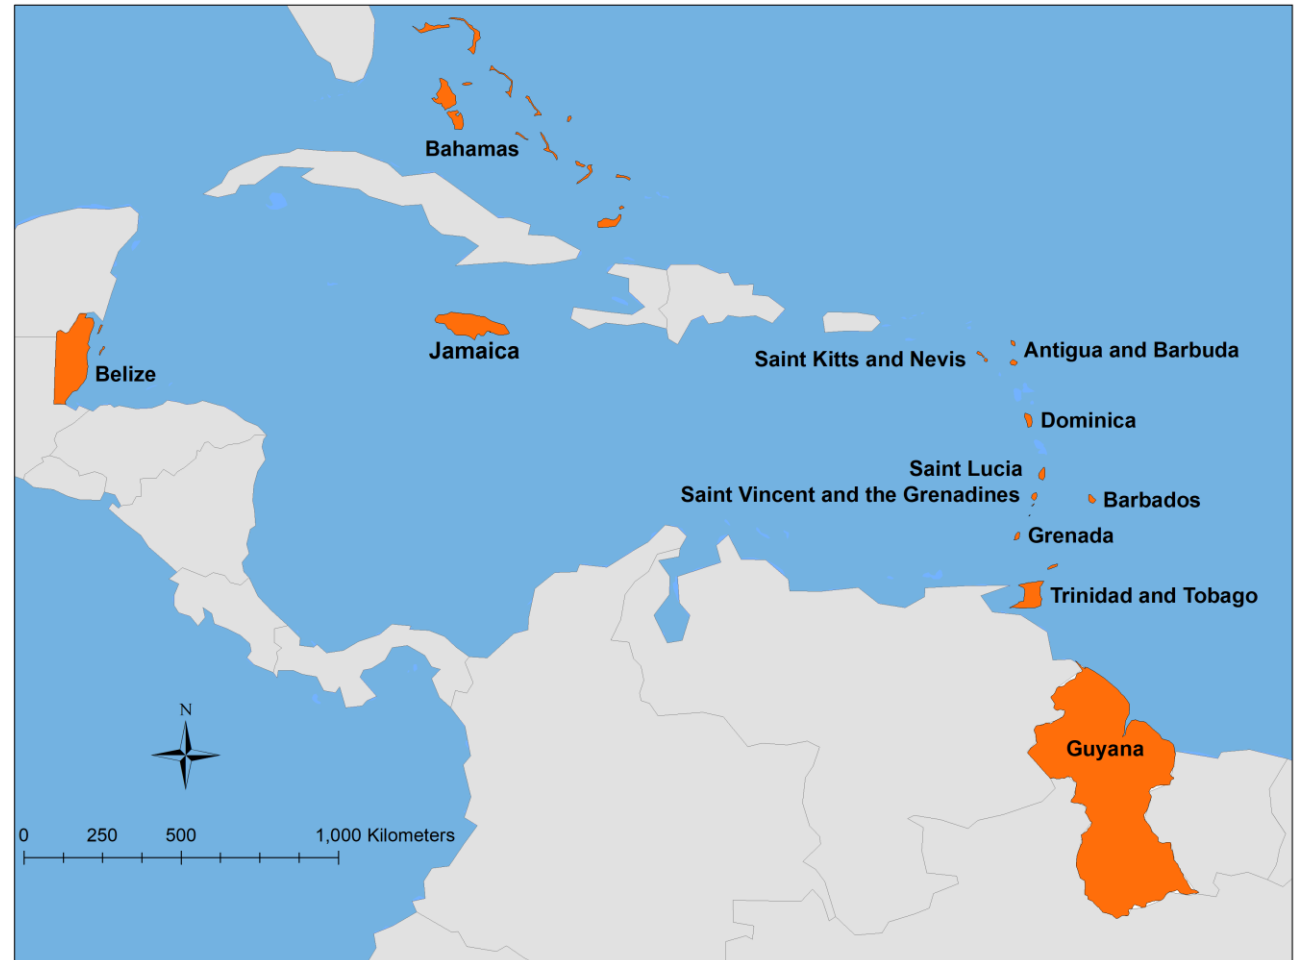 Bahamas
Jamaica
Belize
Saint Kitts and Nevis
Antigua and Barbuda
Dominica
Saint Lucia
Saint Vincent and the Grenadines
Barbados
Grenada
Trinidad and Tobago
Guyana
N
0 250 500 1,000 Kilometers